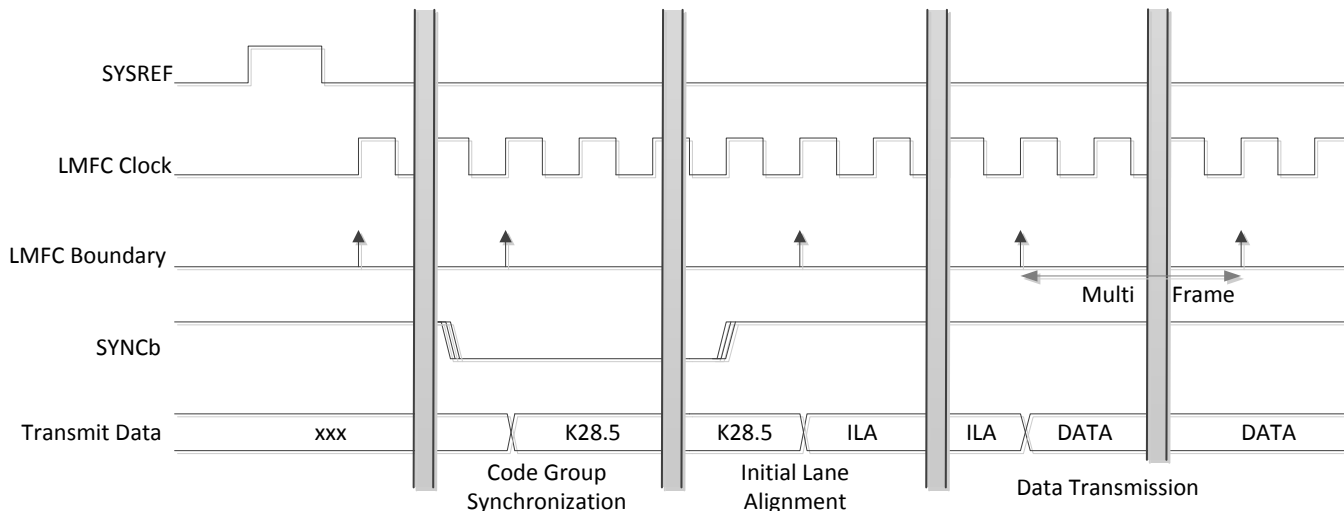 SYSREF
LMFC Clock
LMFC Boundary
Multi Frame
SYNCb
Transmit Data
xxx K28.5 K28.5 ILA ILA DATA DATA
Code Group
Synchronization
Initial Lane
Alignment
Data Transmission